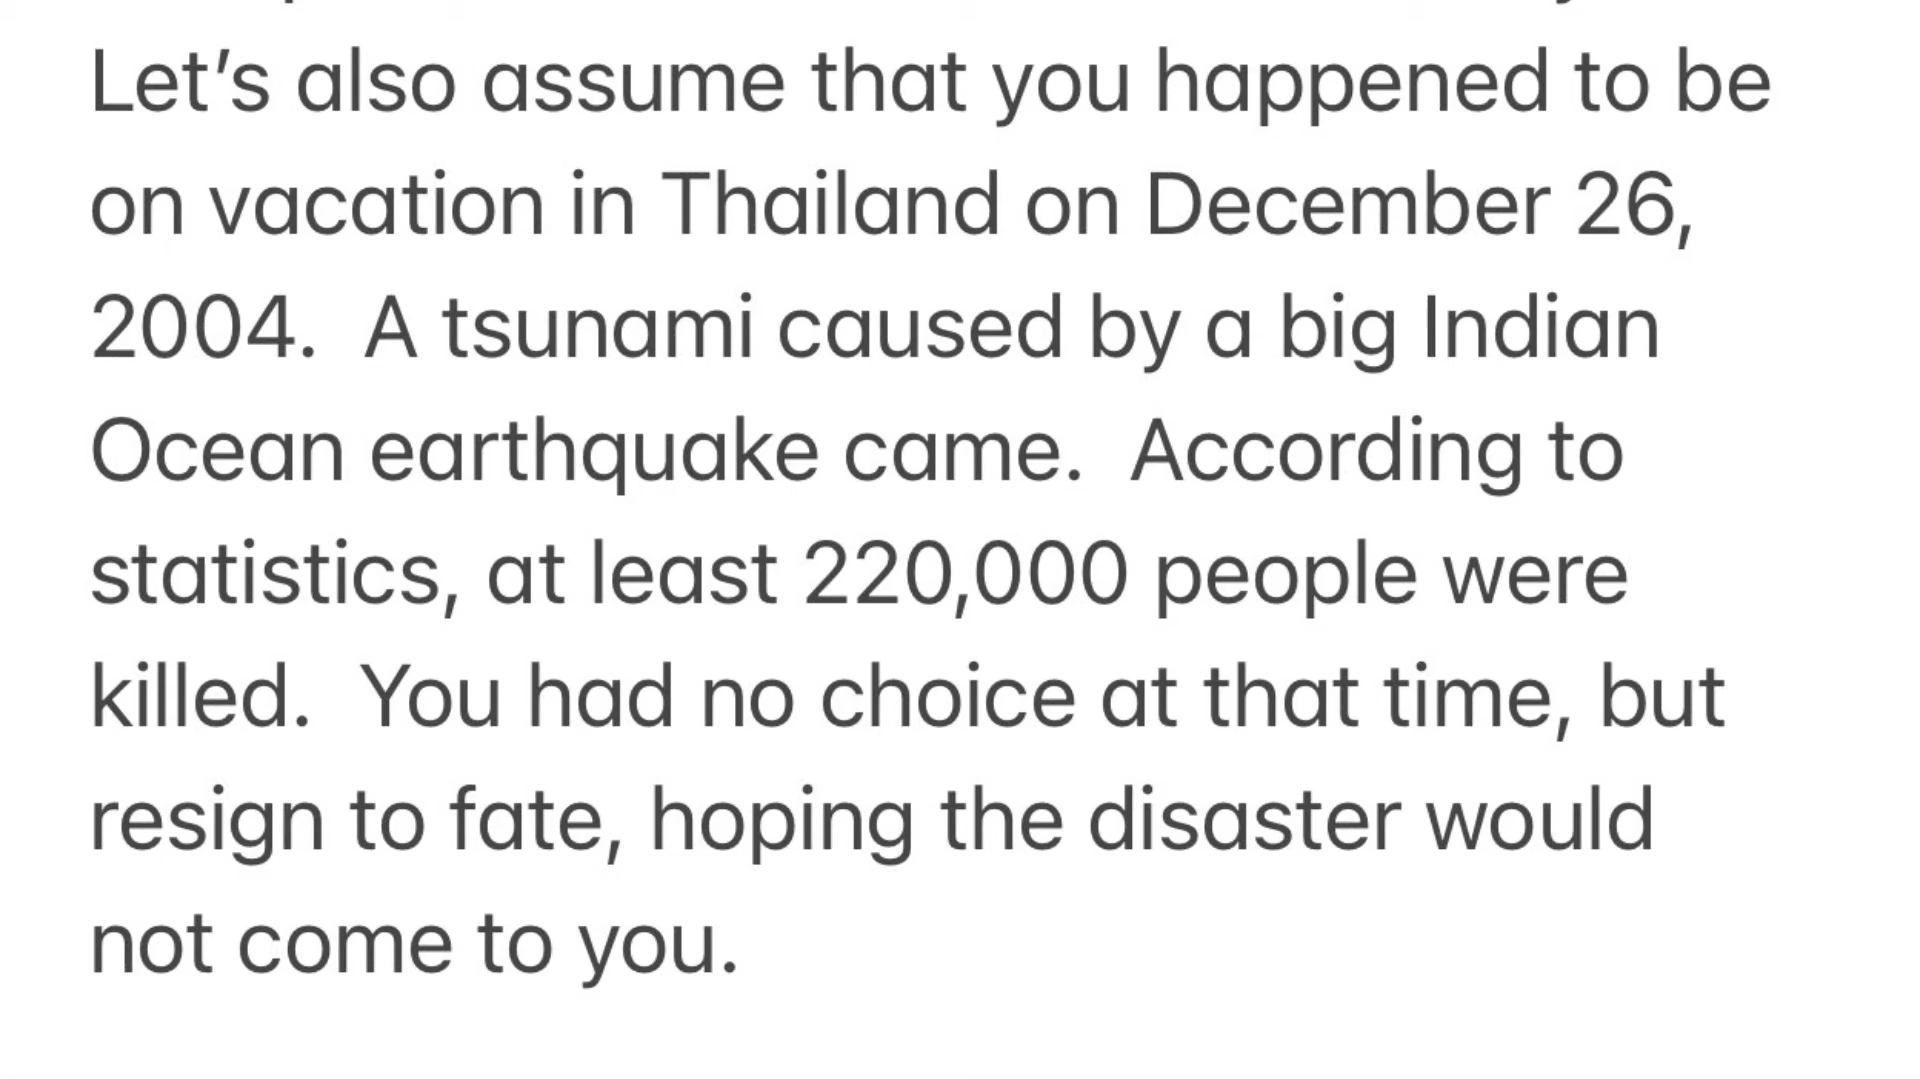 Let’s also assume that you happened to be
on vacation in Thailand on December 26,
2004.  A tsunami caused by a big Indian
Ocean earthquake came.  According to
statistics, at least 220,000 people were
killed.  You had no choice at that time, but
resign to fate, hoping the disaster would
not come to you.